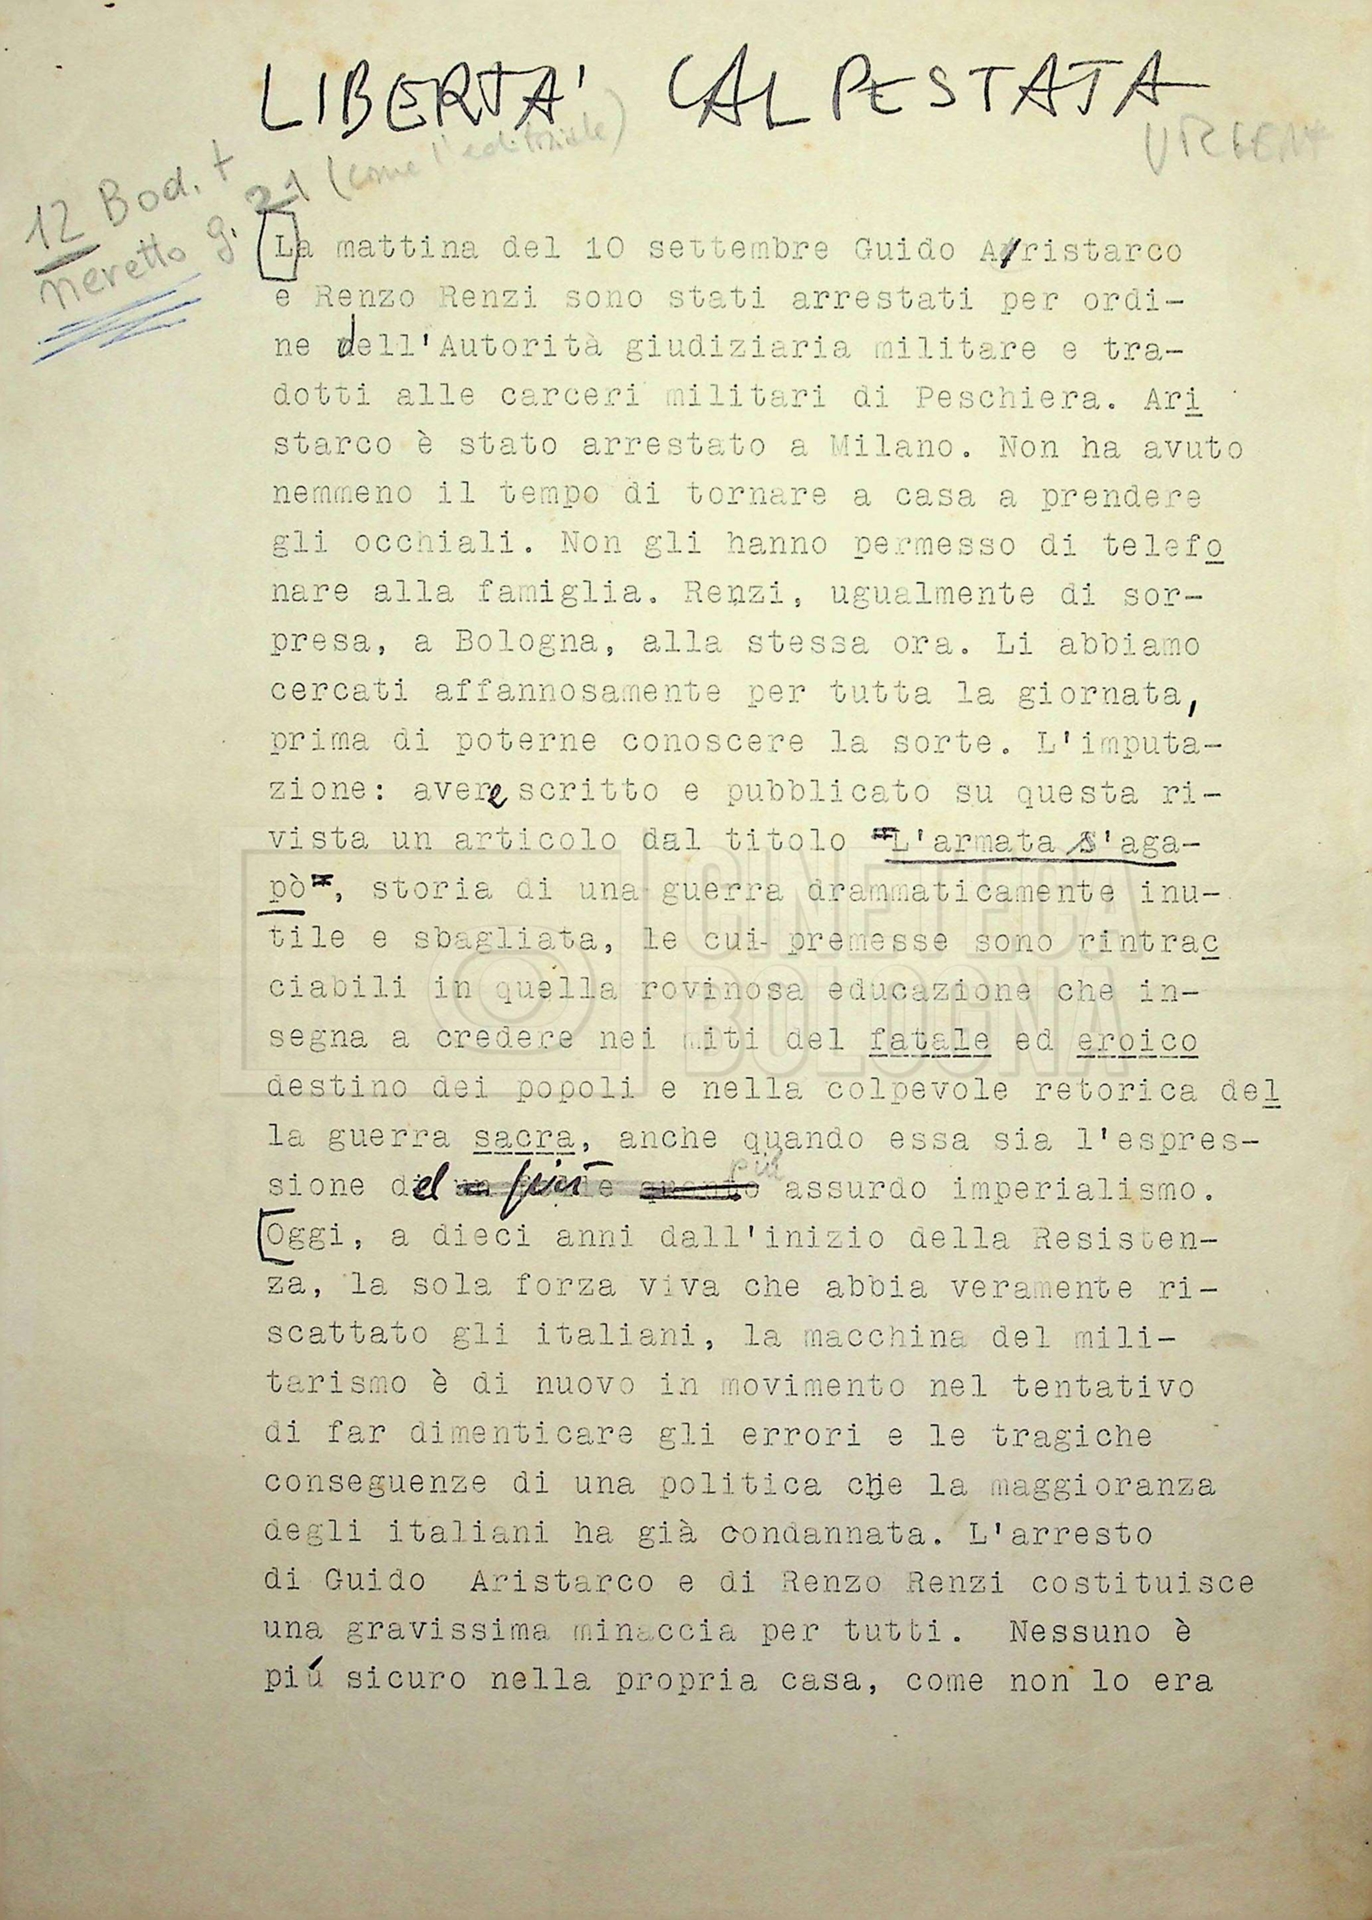 LIBERTA' CALPESTATA
URGENTE
12 Bod. t
neretto g. 21 (come l'editoriale)
La mattina del 10 settembre Guido Aristarco
e Renzo Renzi sono stati arrestati per ordi-
ne dell'Autorità giudiziaria militare e tra-
dotti alle carceri militari di Peschiera. Ari
starco è stato arrestato a Milano. Non ha avuto
nemmeno il tempo di tornare a casa a prendere
gli occhiali. Non gli hanno permesso di telefo
nare alla famiglia. Renzi, ugualmente di sor-
presa, a Bologna, alla stessa ora. Li abbiamo
cercati affannosamente per tutta la giornata,
prima di poterne conoscere la sorte. L'imputa-
zione: avere scritto e pubblicato su questa ri-
vista un articolo dal titolo "L'armata S'aga-
pò", storia di una guerra drammaticamente inu-
tile e sbagliata, le cui premesse sono rintrac
ciabili in quella rovinosa educazione che in-
segna a credere nei miti del fatale ed eroico
destino dei popoli e nella colpevole retorica del
la guerra sacra, anche quando essa sia l'espres-
più
sione del più assurdo imperialismo.
Oggi, a dieci anni dall'inizio della Resisten-
za, la sola forza viva che abbia veramente ri-
scattato gli italiani, la macchina del mili-
tarismo è di nuovo in movimento nel tentativo
di far dimenticare gli errori e le tragiche
conseguenze di una politica che la maggioranza
degli italiani ha già condannata. L'arresto
di Guido Aristarco e di Renzo Renzi costituisce
una gravissima minaccia per tutti. Nessuno è
più sicuro nella propria casa, come non lo era
CINETECA
BOLOGNA